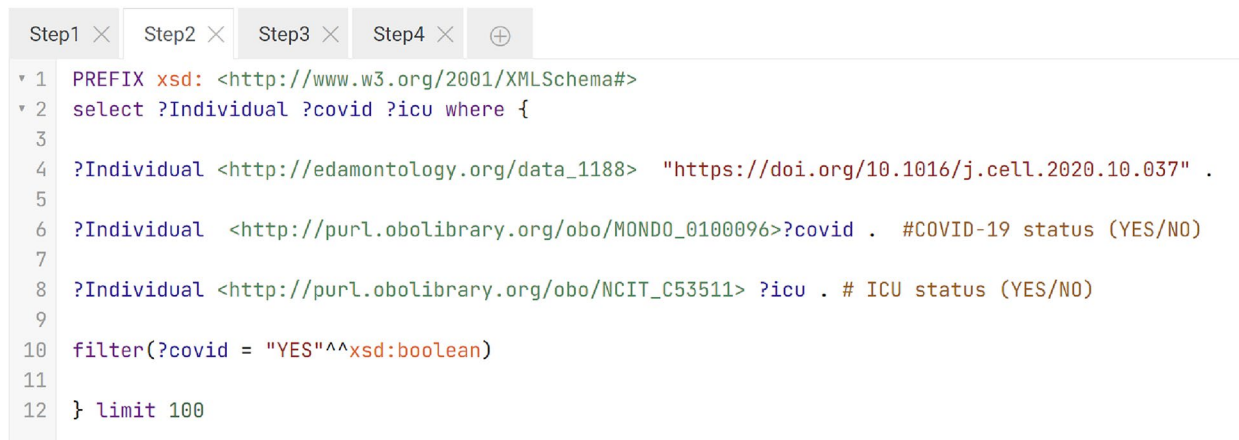 Step1 Step2 Step3 Step4
1 PREFIX xsd: <http://www.w3.org/2001/XMLSchema#>
2 select ?Individual ?covid ?icu where {
3
4 ?Individual <http://edamontology.org/data_1188>  "https://doi.org/10.1016/j.cell.2020.10.037" .
5
6 ?Individual  <http://purl.obolibrary.org/obo/MONDO_0100096>?covid .  #COVID-19 status (YES/NO)
7
8 ?Individual <http://purl.obolibrary.org/obo/NCIT_C53511> ?icu . # ICU status (YES/NO)
9
10 filter(?covid = "YES"^^xsd:boolean)
11
12 } limit 100